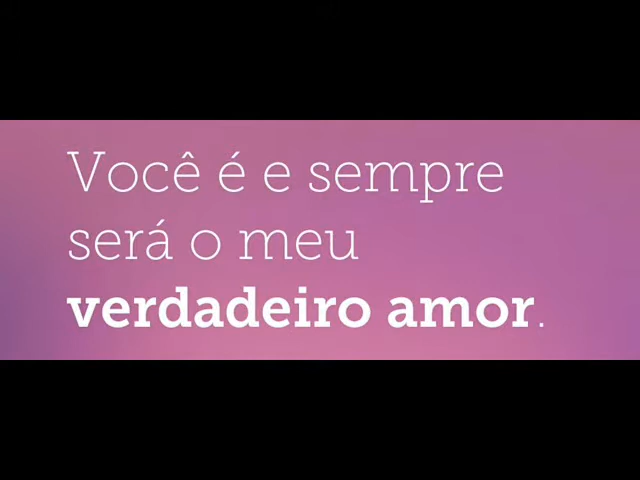 Você é e sempre
será o meu
verdadeiro amor.